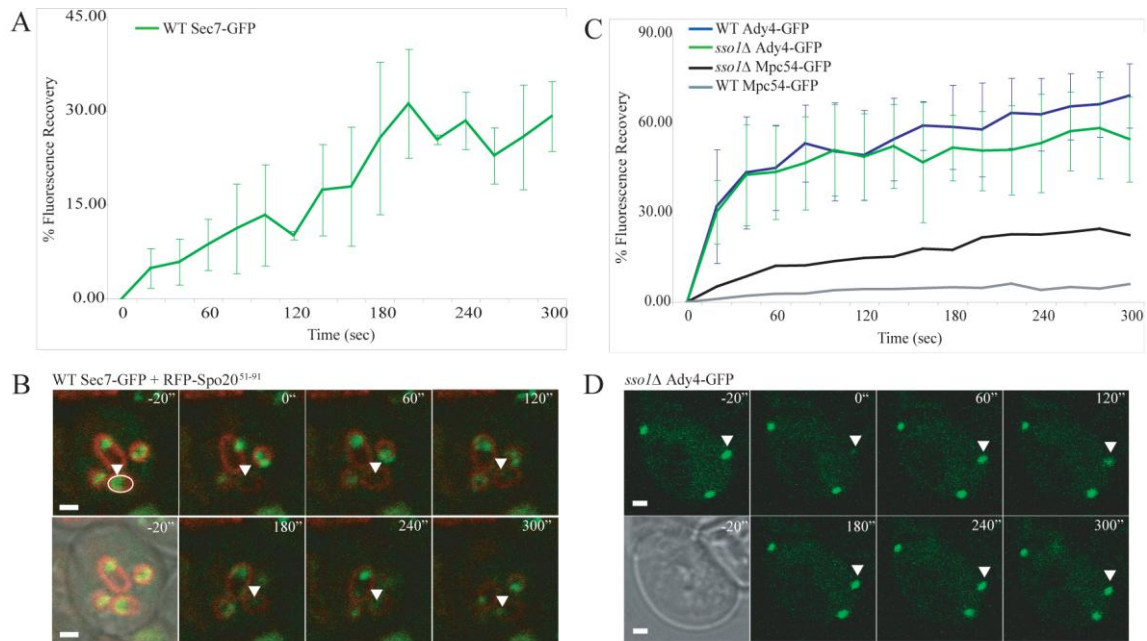 A
45.00
WT Sec7-GFP
30.00
15.00
0.00
% Fluorescence Recovery
0 60 120 180 240 300
Time (sec)
C
90.00
WT Ady4-GFP
sso1Δ Ady4-GFP
sso1Δ Mpc54-GFP
WT Mpc54-GFP
60.00
30.00
0.00
% Fluorescence Recovery
0 60 120 180 240 300
Time (sec)
B
WT Sec7-GFP + RFP-Spo20⁵¹⁻⁹¹
-20” 0“ 60” 120”
-20” 180” 240” 300”
D
sso1Δ Ady4-GFP
-20” 0“ 60” 120”
-20” 180” 240” 300”